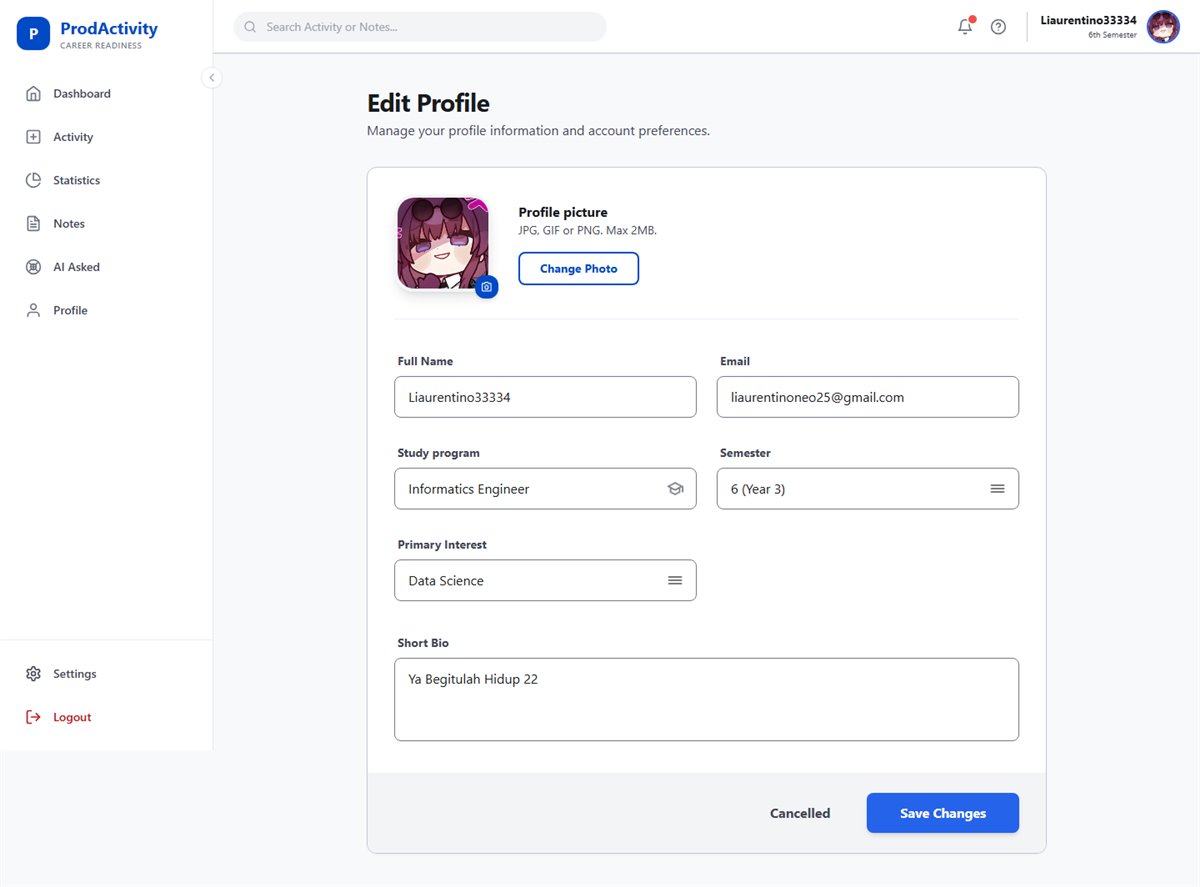 P
ProdActivity
CAREER READINESS
Search Activity or Notes...
Liaurentino33334
6th Semester
Dashboard
Activity
Statistics
Notes
AI Asked
Profile
Settings
Logout
Edit Profile
Manage your profile information and account preferences.
Profile picture
JPG, GIF or PNG. Max 2MB.
Change Photo
Full Name
Liaurentino33334
Email
liaurentinoneo25@gmail.com
Study program
Informatics Engineer
Semester
6 (Year 3)
Primary Interest
Data Science
Short Bio
Ya Begitulah Hidup 22
Cancelled
Save Changes